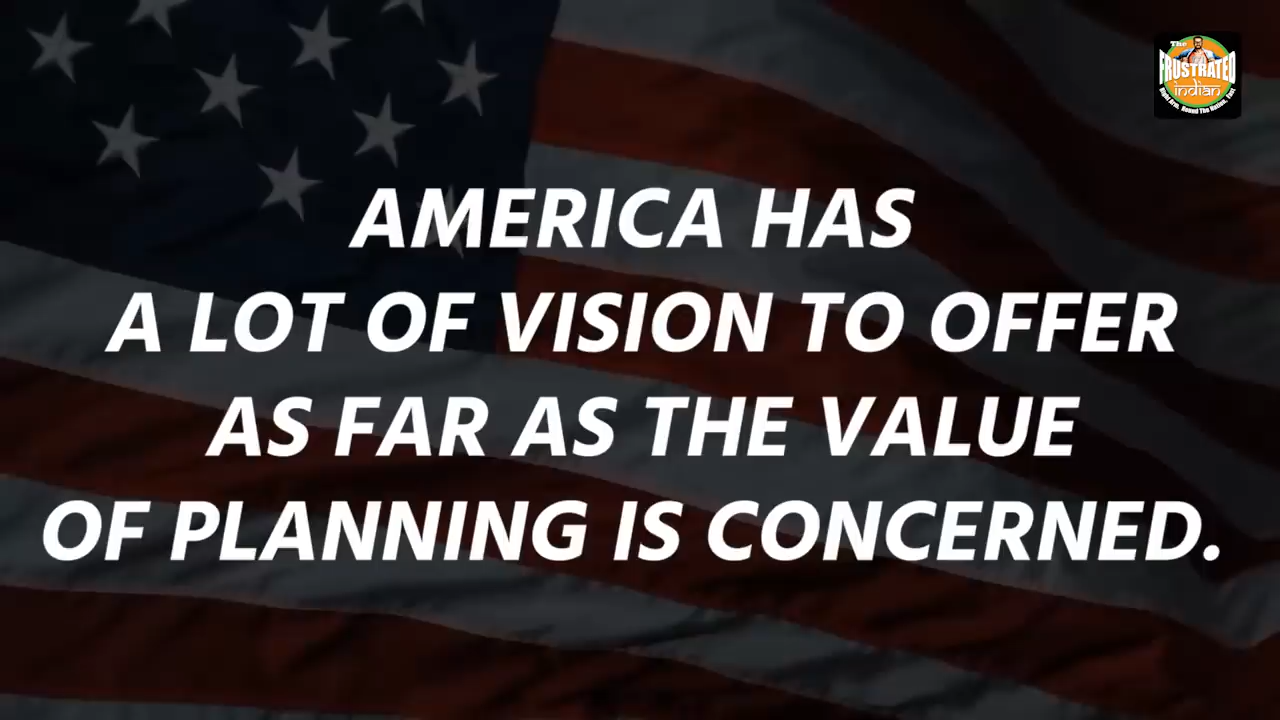 The
FRUSTRATED
indian
AMERICA HAS
A LOT OF VISION TO OFFER
AS FAR AS THE VALUE
OF PLANNING IS CONCERNED.